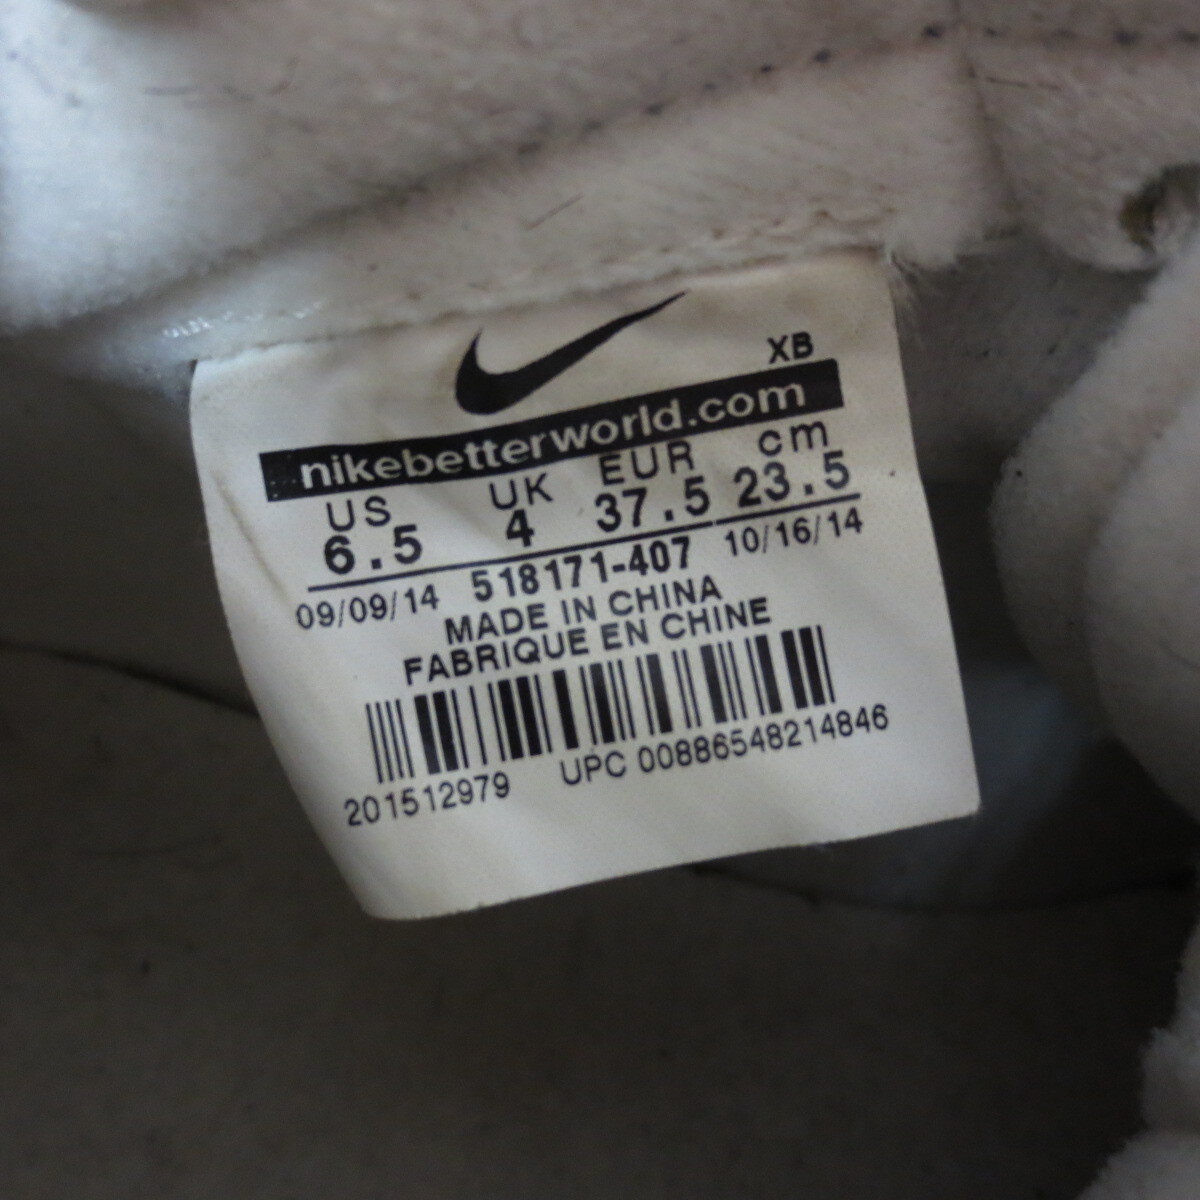 XB
nikebetterworld.com
US UK EUR cm
6.5 4 37.5 23.5
09/09/14 518171-407 10/16/14
MADE IN CHINA
FABRIQUE EN CHINE
201512979 UPC 00886548214846